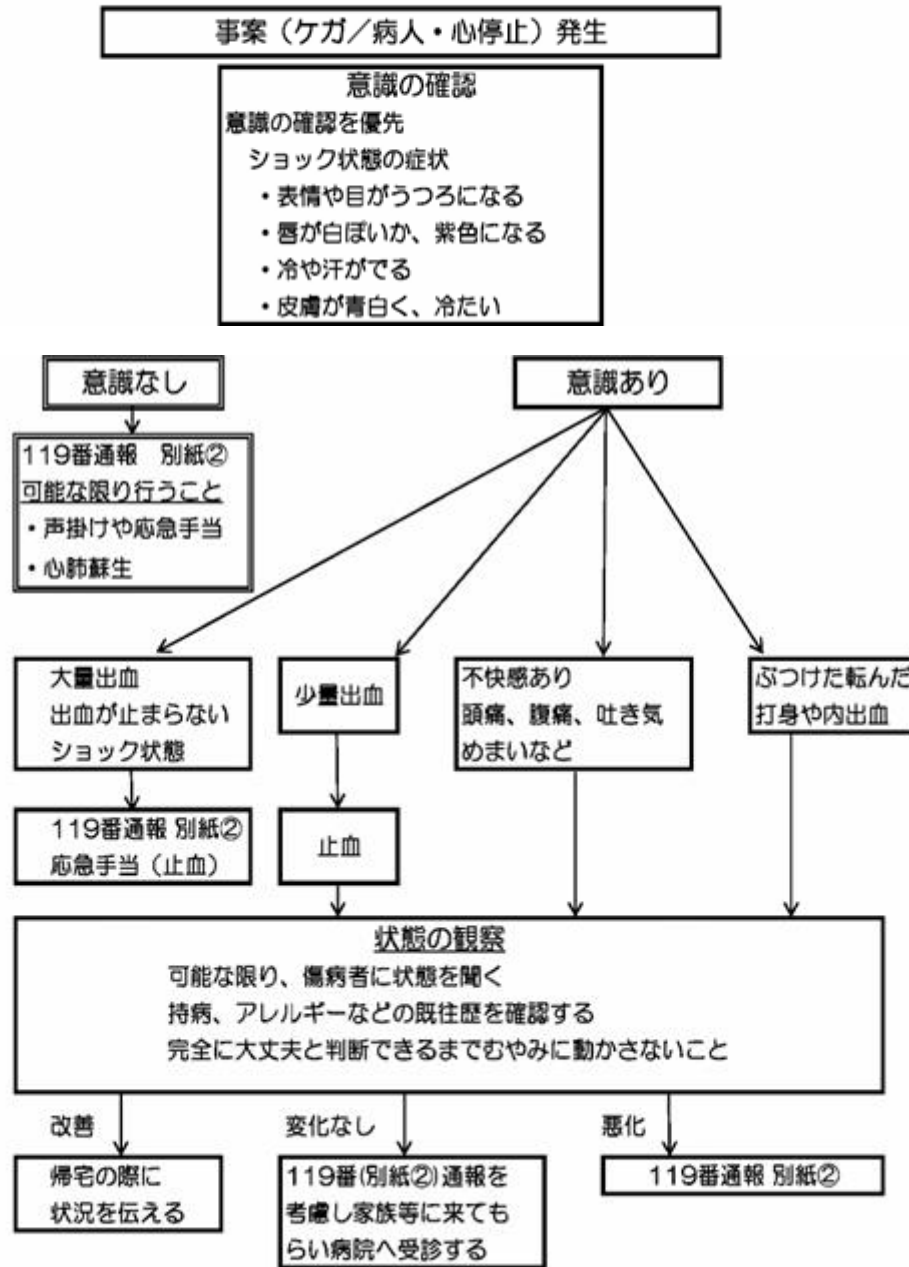 事案（ケガ／病人・心停止）発生
意識の確認
意識の確認を優先
ショック状態の症状
・表情や目がうつろになる
・唇が白ぽいか、紫色になる
・冷や汗がでる
・皮膚が青白く、冷たい
意識なし
意識あり
119番通報　別紙②
可能な限り行うこと
・声掛けや応急手当
・心肺蘇生
大量出血
出血が止まらない
ショック状態
少量出血
不快感あり
頭痛、腹痛、吐き気
めまいなど
ぶつけた転んだ
打身や内出血
119番通報 別紙②
応急手当（止血）
止血
状態の観察
可能な限り、傷病者に状態を聞く
持病、アレルギーなどの既往歴を確認する
完全に大丈夫と判断できるまでむやみに動かさないこと
改善
変化なし
悪化
帰宅の際に
状況を伝える
119番(別紙②)通報を
考慮し家族等に来ても
らい病院へ受診する
119番通報 別紙②